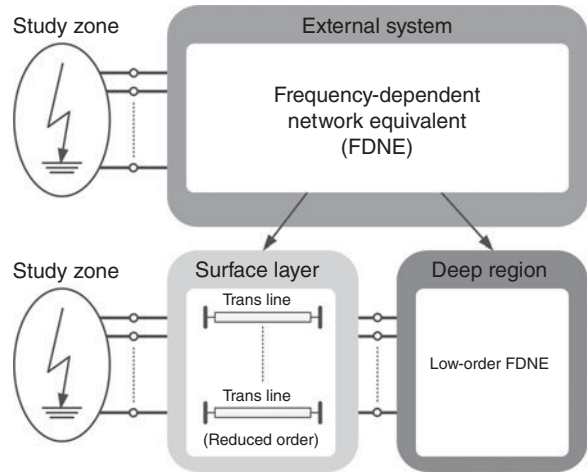 Study zone
External system
Frequency-dependent
network equivalent
(FDNE)
Study zone
Surface layer
Trans line
Trans line
(Reduced order)
Deep region
Low-order FDNE